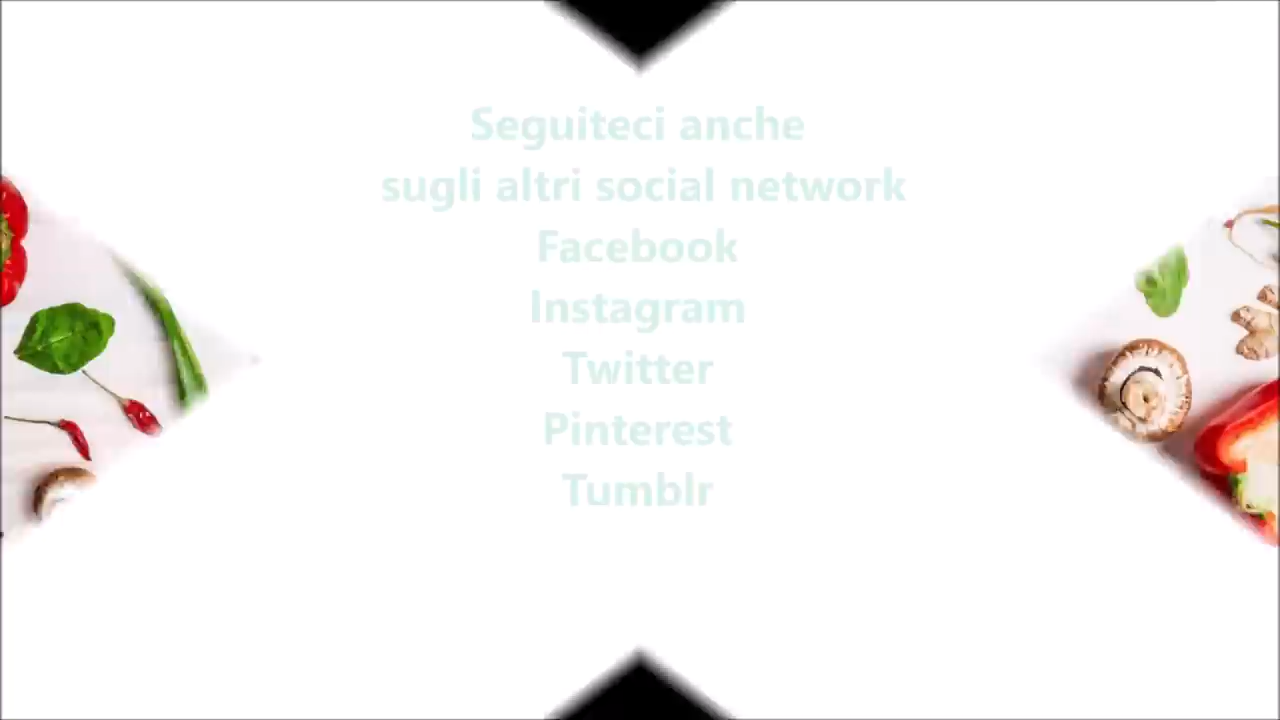 Seguiteci anche
sugli altri social network
Facebook
Instagram
Twitter
Pinterest
Tumblr